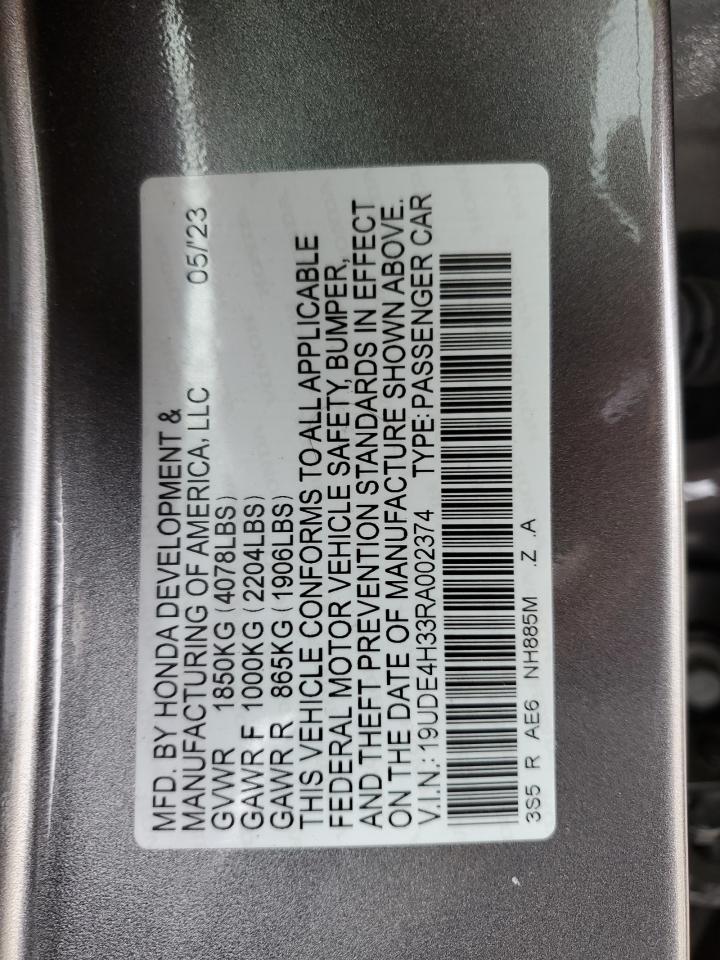 MFD. BY HONDA DEVELOPMENT &
MANUFACTURING OF AMERICA, LLC 05/'23
GVWR 1850KG (4078LBS)
GAWR F 1000KG (2204LBS)
GAWR R 865KG (1906LBS)
THIS VEHICLE CONFORMS TO ALL APPLICABLE
FEDERAL MOTOR VEHICLE SAFETY, BUMPER,
AND THEFT PREVENTION STANDARDS IN EFFECT
ON THE DATE OF MANUFACTURE SHOWN ABOVE.
V.I.N.: 19UDE4H33RA002374 TYPE: PASSENGER CAR
3S5 R AE6 NH885M .Z .A